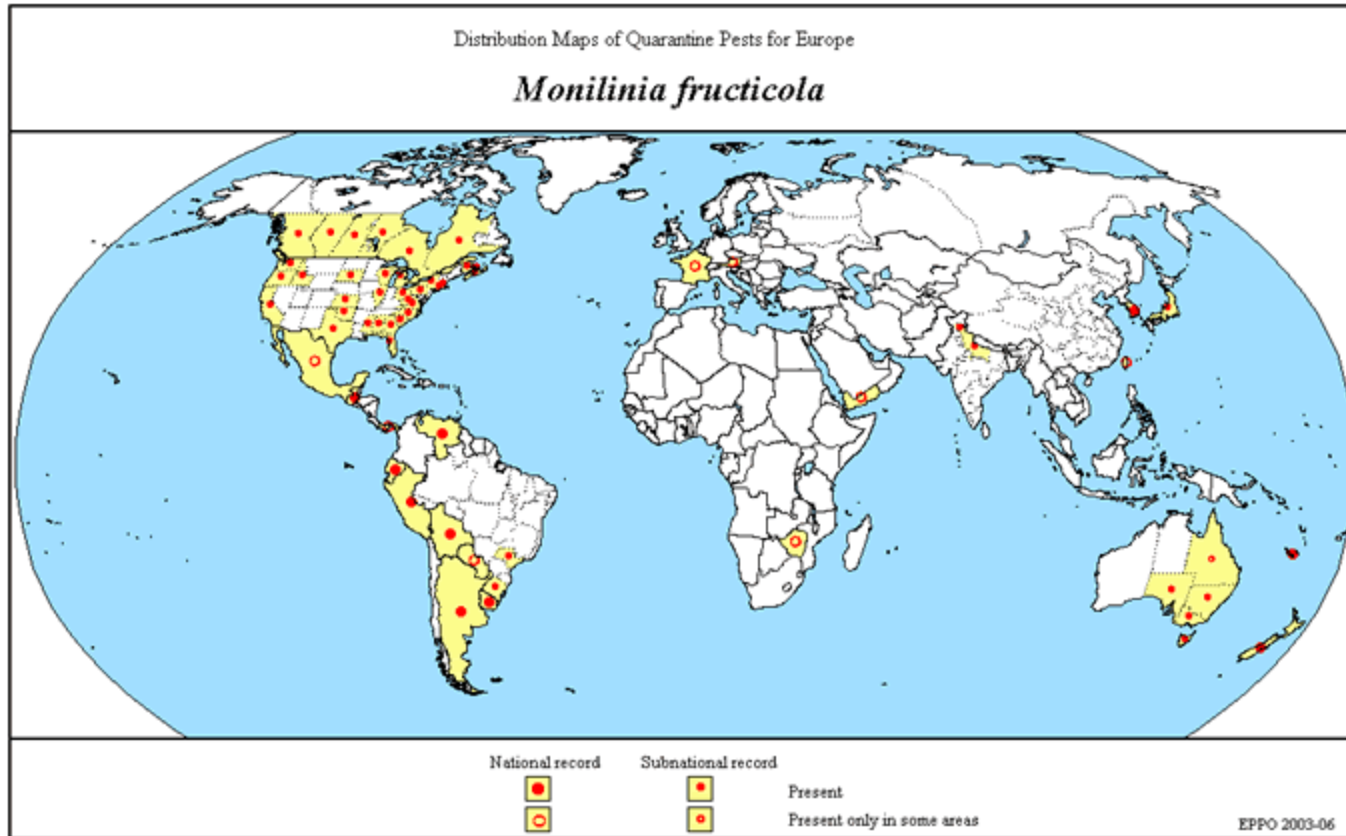 Distribution Maps of Quarantine Pests for Europe
Monilinia fructicola
National record Subnational record
Present
Present only in some areas
EPPO 2003-06